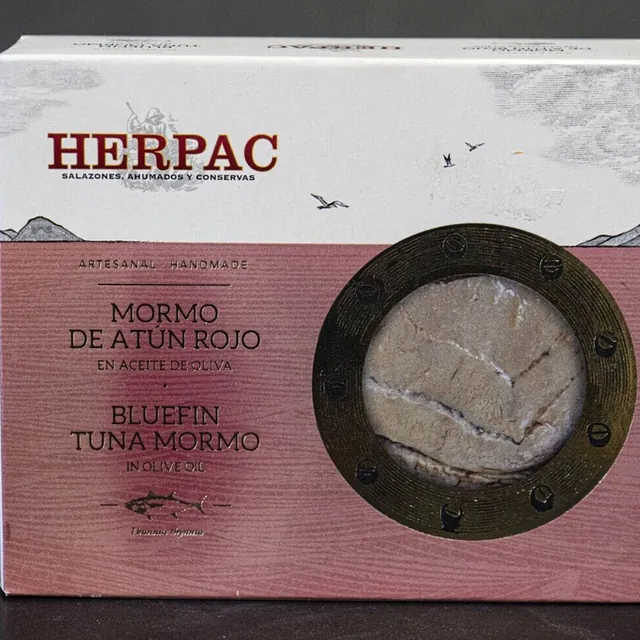 HERPAC
HERPAC
SALAZONES, AHUMADOS Y CONSERVAS
ARTESANAL · HANDMADE
MORMO
DE ATÚN ROJO
EN ACEITE DE OLIVA
BLUEFIN
TUNA MORMO
IN OLIVE OIL